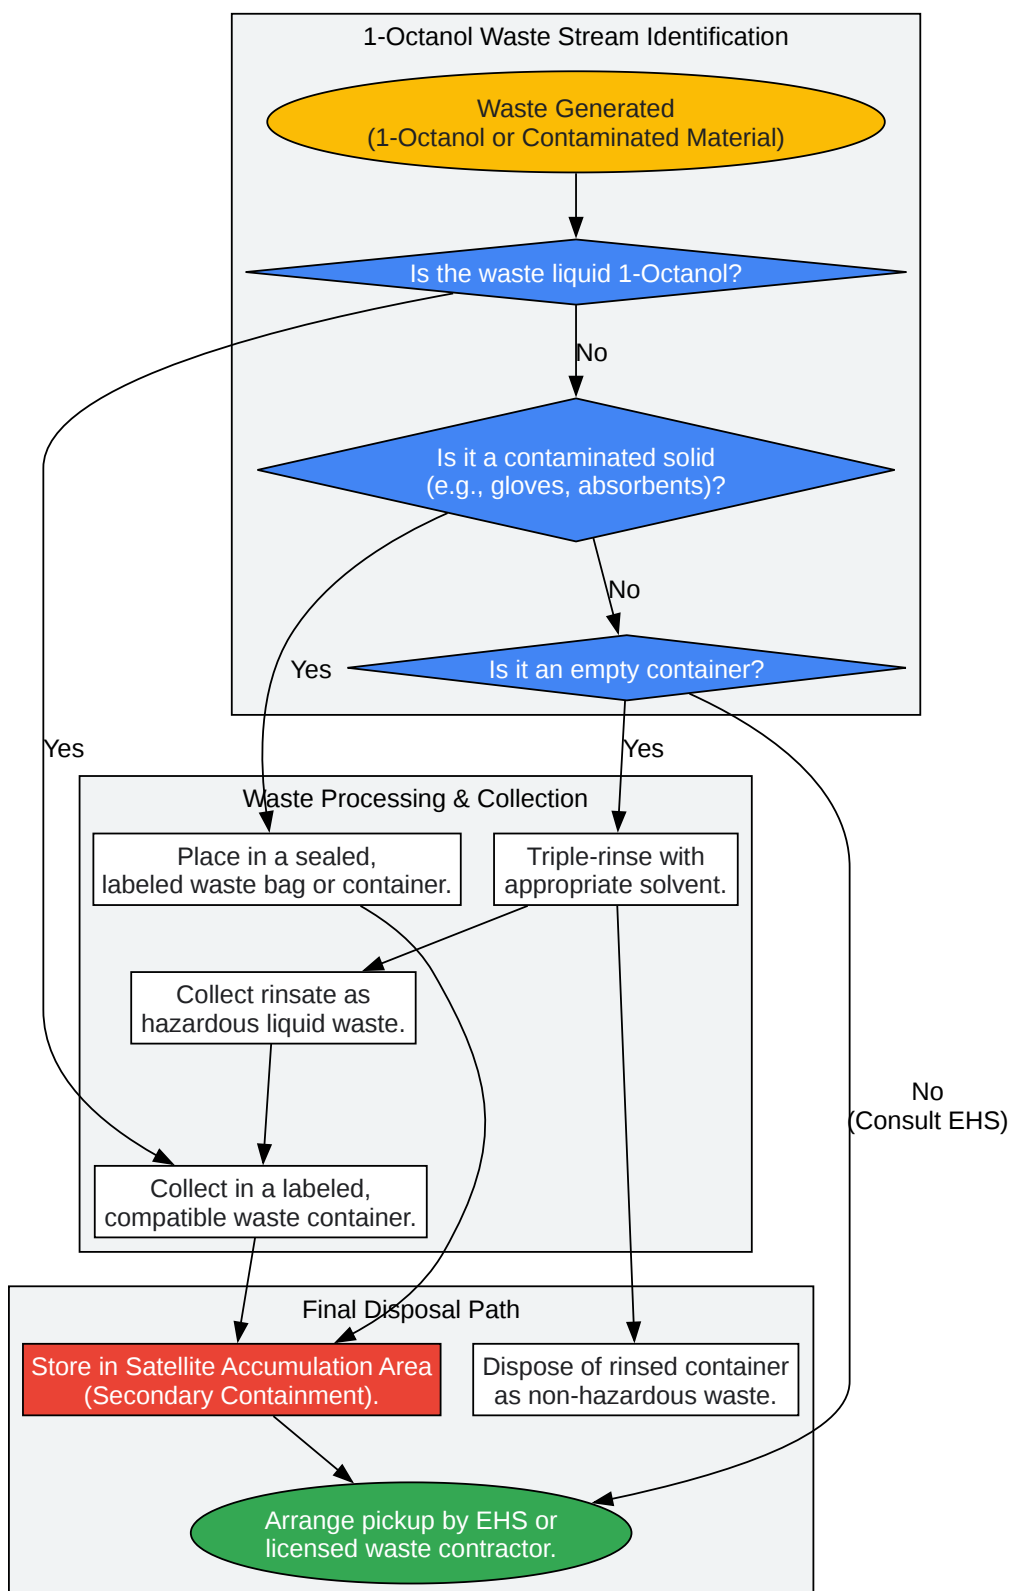 1-Octanol Waste Stream Identification
Waste Generated
(1-Octanol or Contaminated Material)
Is the waste liquid 1-Octanol?
No
Is it a contaminated solid
(e.g., gloves, absorbents)?
No
Is it an empty container?
Yes
Yes
Yes
Waste Processing & Collection
Place in a sealed,
labeled waste bag or container.
Triple-rinse with
appropriate solvent.
Collect rinsate as
hazardous liquid waste.
No
(Consult EHS)
Collect in a labeled,
compatible waste container.
Final Disposal Path
Store in Satellite Accumulation Area
(Secondary Containment).
Dispose of rinsed container
as non-hazardous waste.
Arrange pickup by EHS or
licensed waste contractor.